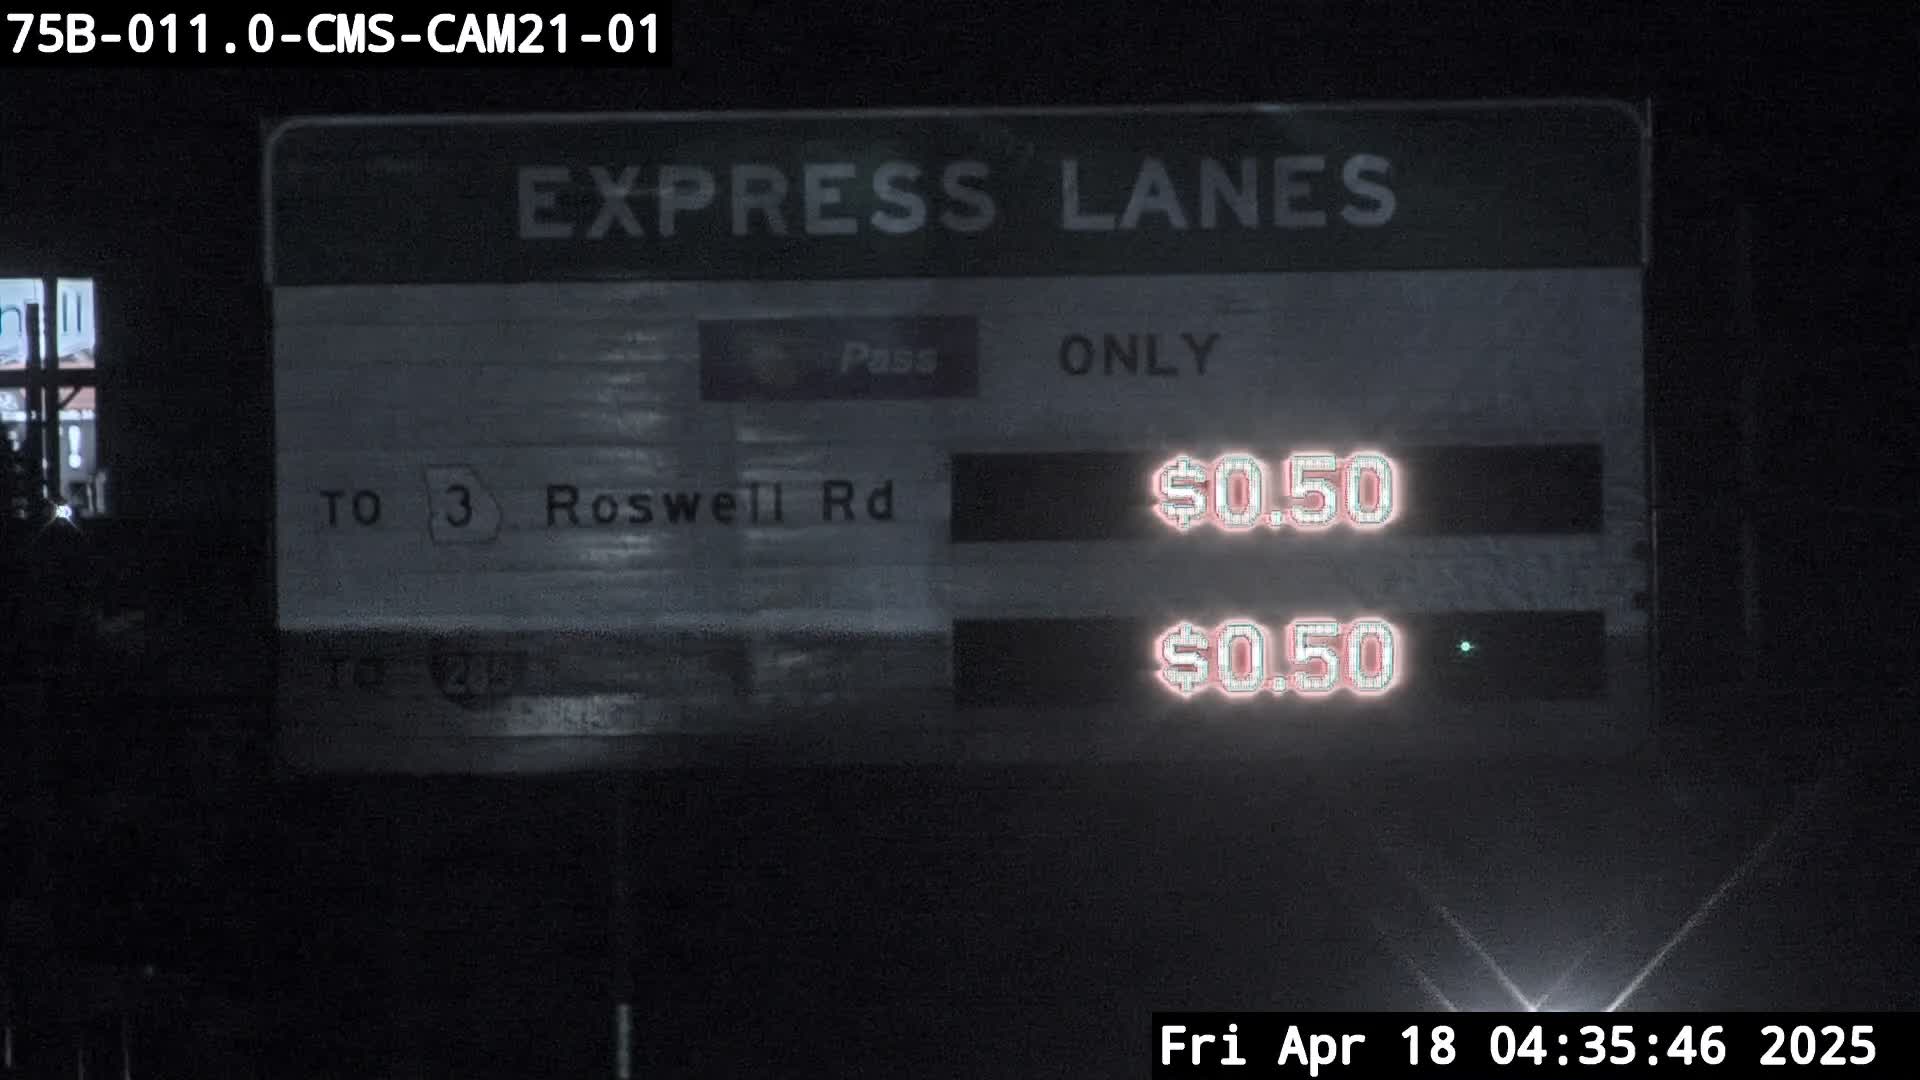 75B-011.0-CMS-CAM21-01
EXPRESS LANES
Pass ONLY
TO 3 Roswell Rd $0.50
TO $0.50
Fri Apr 18 04:35:46 2025